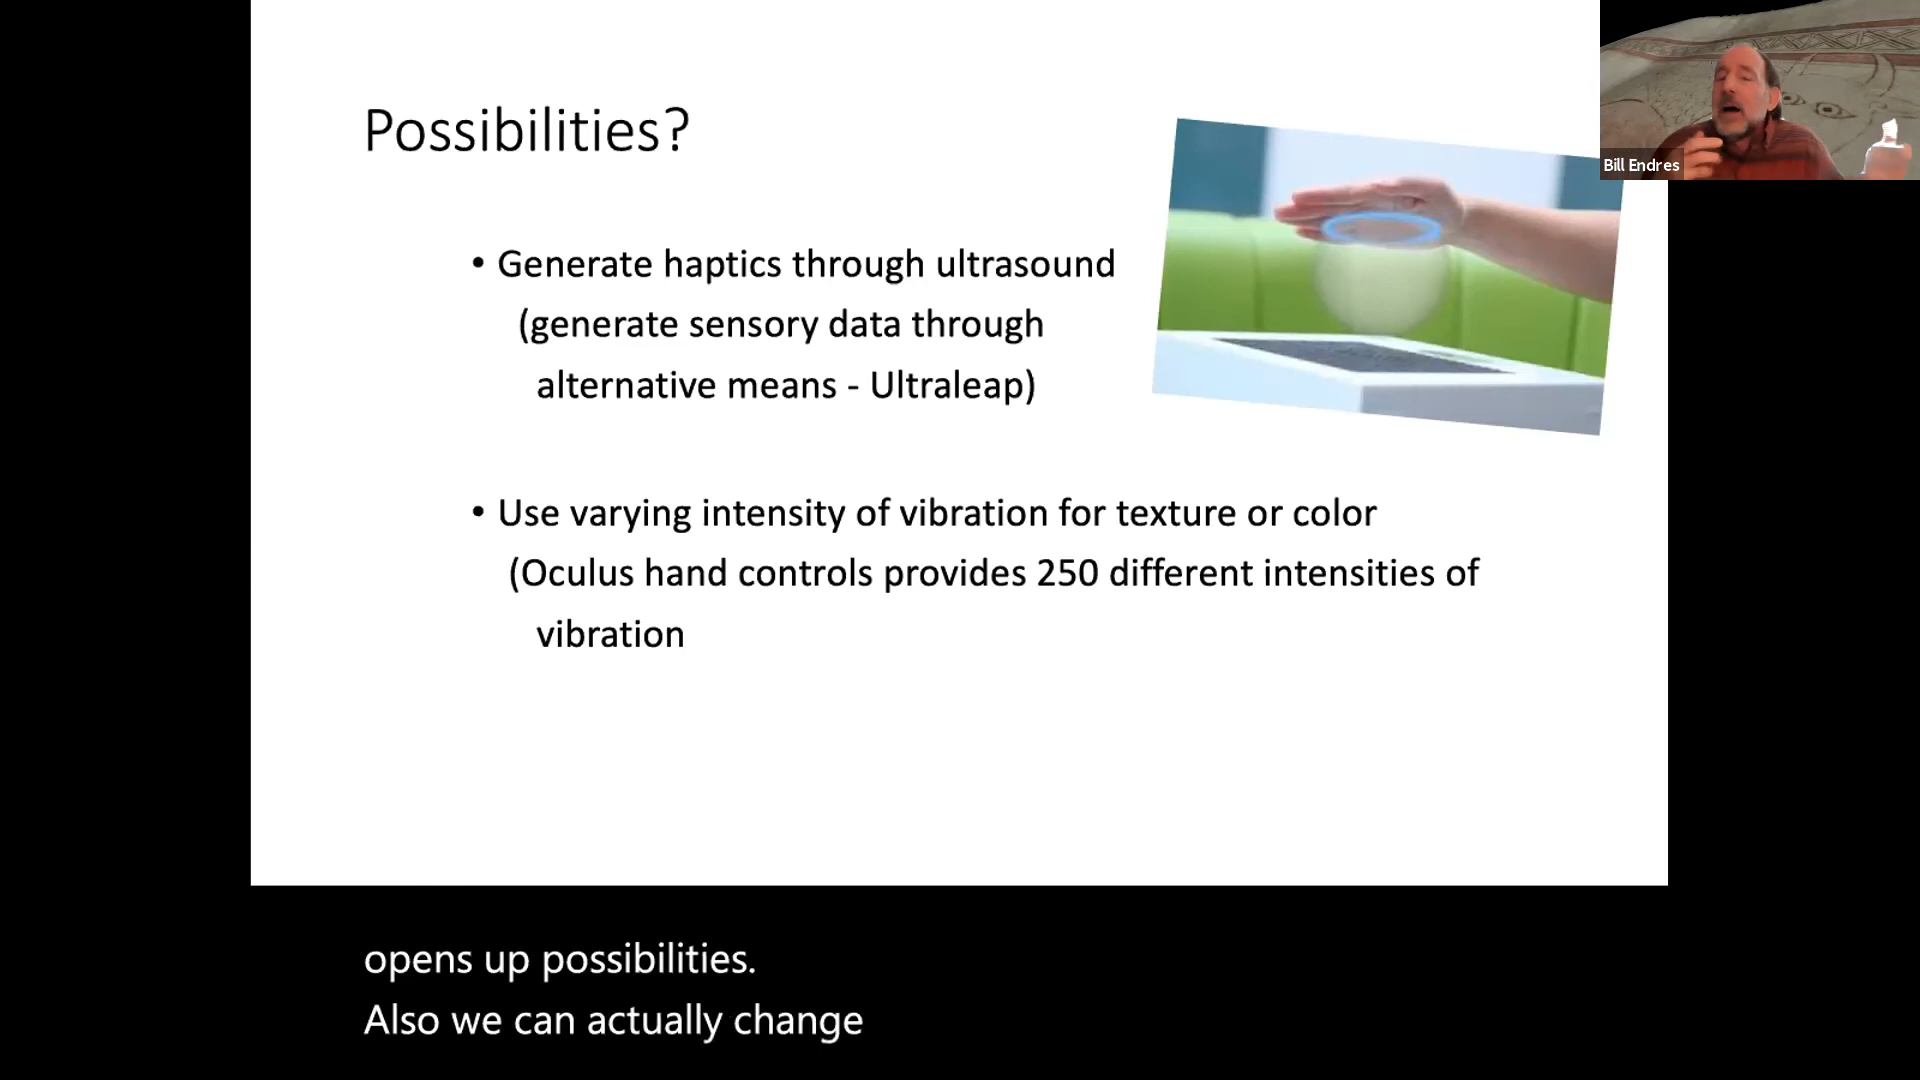 Possibilities?
• Generate haptics through ultrasound
(generate sensory data through
alternative means - Ultraleap)
• Use varying intensity of vibration for texture or color
(Oculus hand controls provides 250 different intensities of
vibration
Bill Endres
opens up possibilities.
Also we can actually change